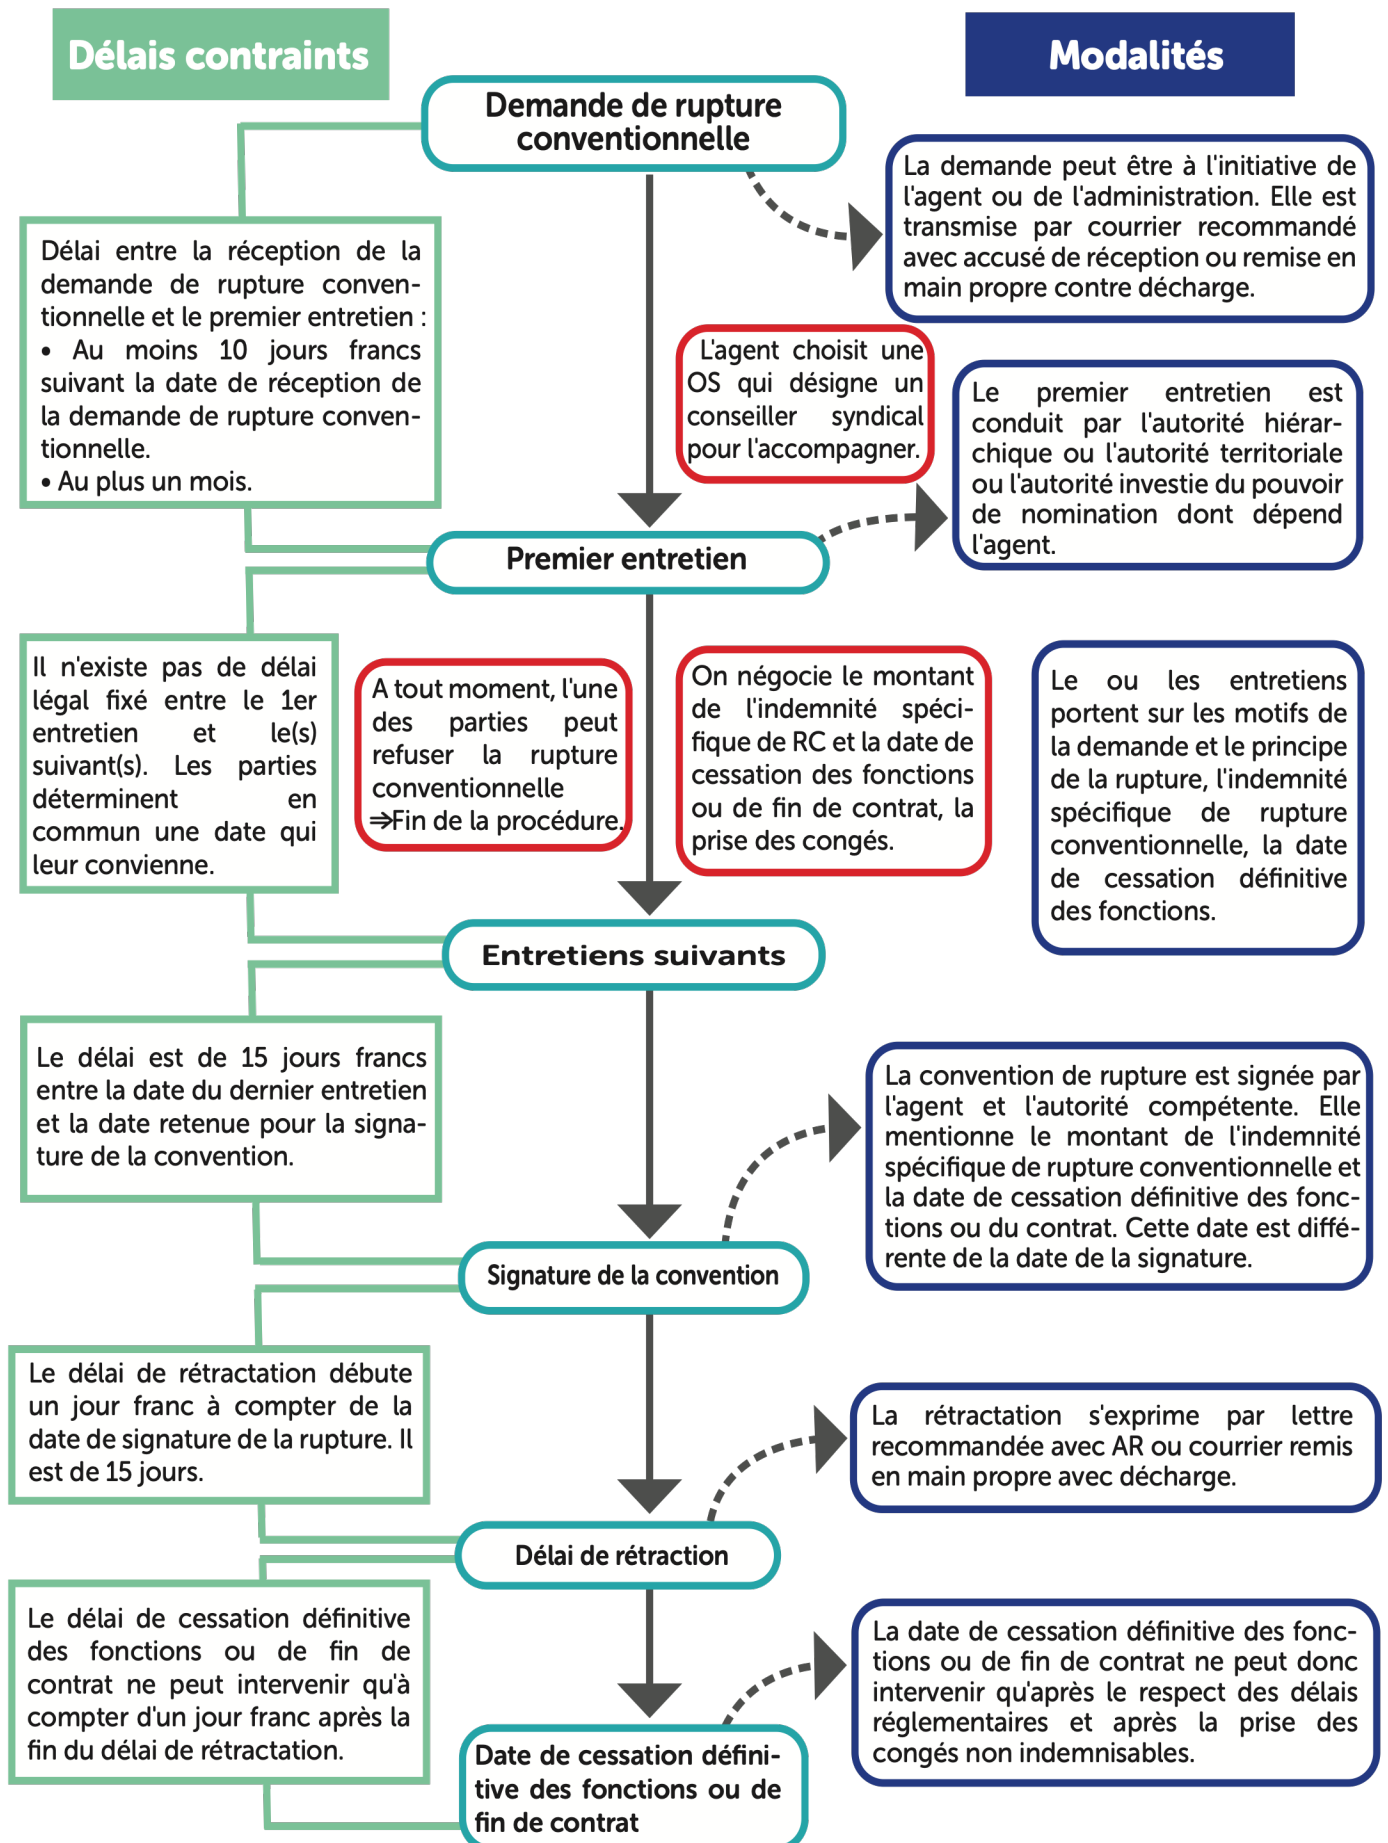 Délais contraints
Modalités
Demande de rupture
conventionnelle
La demande peut être à l'initiative de
l'agent ou de l'administration. Elle est
transmise par courrier recommandé
avec accusé de réception ou remise en
main propre contre décharge.
Délai entre la réception de la
demande de rupture conven-
tionnelle et le premier entretien :
• Au moins 10 jours francs
suivant la date de réception de
la demande de rupture conven-
tionnelle.
• Au plus un mois.
L'agent choisit une
OS qui désigne un
conseiller syndical
pour l'accompagner.
Le premier entretien est
conduit par l'autorité hiérar-
chique ou l'autorité territoriale
ou l'autorité investie du pouvoir
de nomination dont dépend
l'agent.
Premier entretien
Il n'existe pas de délai
légal fixé entre le 1er
entretien et le(s)
suivant(s). Les parties
déterminent en
commun une date qui
leur convienne.
A tout moment, l'une
des parties peut
refuser la rupture
conventionnelle
⇒Fin de la procédure.
On négocie le montant
de l'indemnité spéci-
fique de RC et la date de
cessation des fonctions
ou de fin de contrat, la
prise des congés.
Le ou les entretiens
portent sur les motifs de
la demande et le principe
de la rupture, l'indemnité
spécifique de rupture
conventionnelle, la date
de cessation définitive
des fonctions.
Entretiens suivants
Le délai est de 15 jours francs
entre la date du dernier entretien
et la date retenue pour la signa-
ture de la convention.
La convention de rupture est signée par
l'agent et l'autorité compétente. Elle
mentionne le montant de l'indemnité
spécifique de rupture conventionnelle et
la date de cessation définitive des fonc-
tions ou du contrat. Cette date est diffé-
rente de la date de la signature.
Signature de la convention
Le délai de rétractation débute
un jour franc à compter de la
date de signature de la rupture. Il
est de 15 jours.
La rétractation s'exprime par lettre
recommandée avec AR ou courrier remis
en main propre avec décharge.
Délai de rétraction
Le délai de cessation définitive
des fonctions ou de fin de
contrat ne peut intervenir qu'à
compter d'un jour franc après la
fin du délai de rétractation.
La date de cessation définitive des fonc-
tions ou de fin de contrat ne peut donc
intervenir qu'après le respect des délais
réglementaires et après la prise des
congés non indemnisables.
Date de cessation défini-
tive des fonctions ou de
fin de contrat